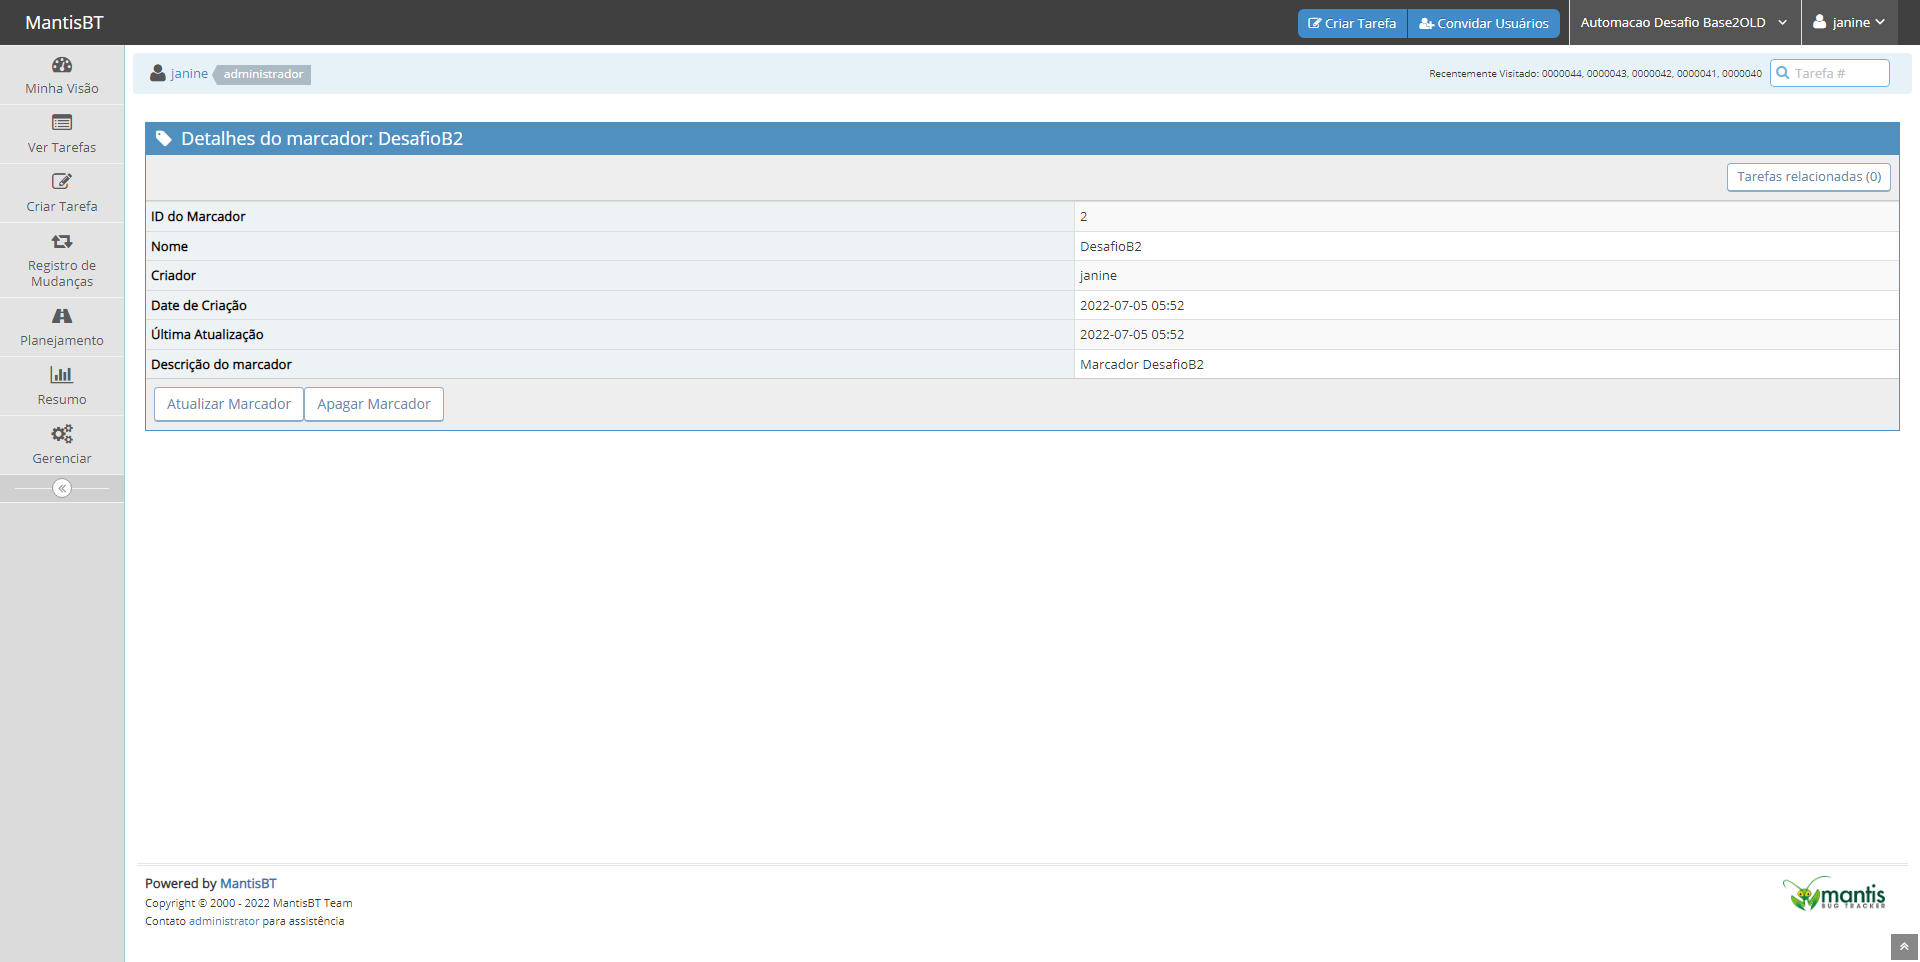 MantisBT
Criar Tarefa
Convidar Usuários
Automacao Desafio Base2OLD
janine
Minha Visão
Ver Tarefas
Criar Tarefa
Registro de
Mudanças
Planejamento
Resumo
Gerenciar
janine administrador
Recentemente Visitado: 0000044, 0000043, 0000042, 0000041, 0000040
Tarefa #
Detalhes do marcador: DesafioB2
Tarefas relacionadas (0)
ID do Marcador 2
Nome DesafioB2
Criador janine
Date de Criação 2022-07-05 05:52
Última Atualização 2022-07-05 05:52
Descrição do marcador Marcador DesafioB2
Atualizar Marcador Apagar Marcador
Powered by MantisBT
Copyright © 2000 - 2022 MantisBT Team
Contato administrator para assistência
mantis
BUG TRACKER